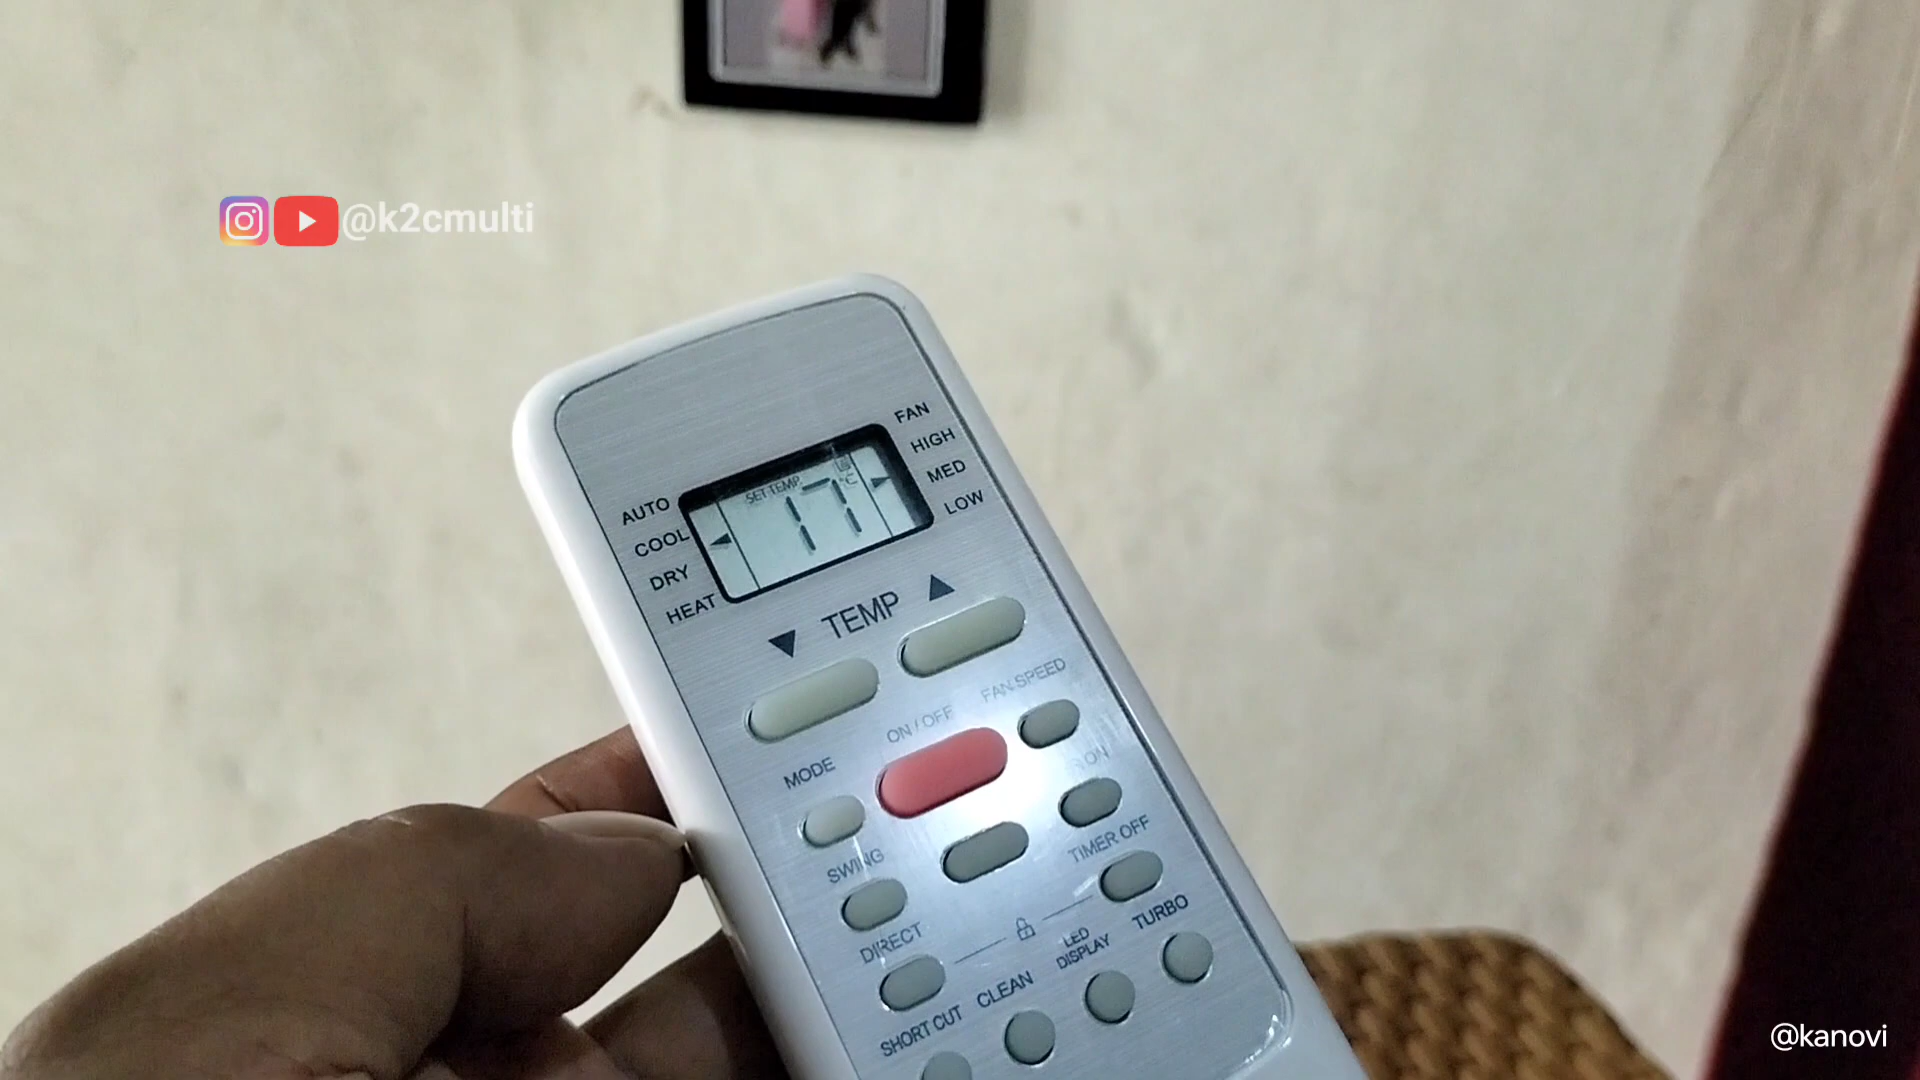 @k2cmulti
FAN
HIGH
MED
LOW
AUTO
COOL
DRY
HEAT
SET TEMP.
17 °C
▼ TEMP ▲
FAN SPEED
ON / OFF
MODE
ON
SWING
TIMER OFF
DIRECT
TURBO
LED
DISPLAY
CLEAN
SHORT CUT
@kanovi